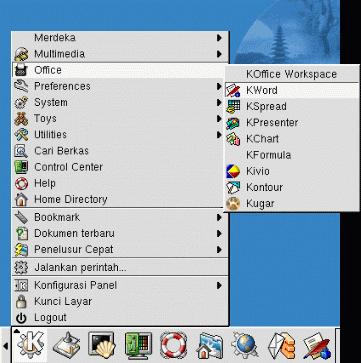 Merdeka
Multimedia
Office
Preferences
System
Toys
Utilities
Cari Berkas
Control Center
Help
Home Directory
Bookmark
Dokumen terbaru
Penelusur Cepat
Jalankan perintah...
Konfigurasi Panel
Kunci Layar
Logout
KOffice Workspace
KWord
KSpread
KPresenter
KChart
KFormula
Kivio
Kontour
Kugar